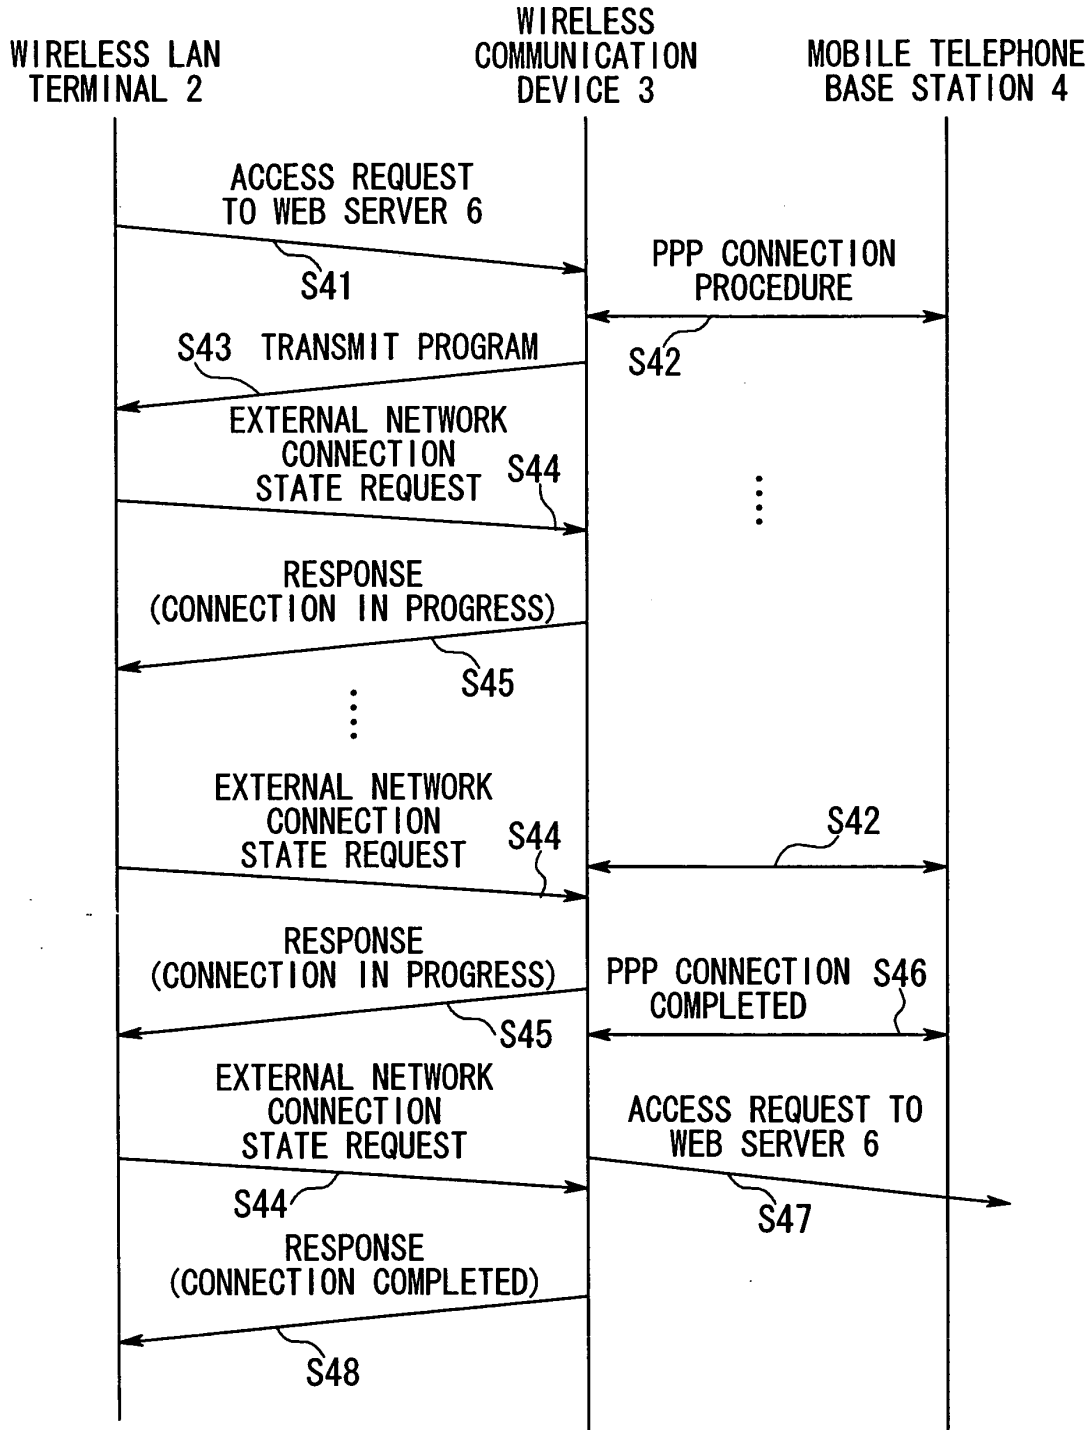 WIRELESS LAN
TERMINAL 2
WIRELESS
COMMUNICATION
DEVICE 3
MOBILE TELEPHONE
BASE STATION 4
ACCESS REQUEST
TO WEB SERVER 6
S41
PPP CONNECTION
PROCEDURE
S42
S43 TRANSMIT PROGRAM
EXTERNAL NETWORK
CONNECTION
STATE REQUEST
S44
RESPONSE
(CONNECTION IN PROGRESS)
S45
EXTERNAL NETWORK
CONNECTION
STATE REQUEST
S44
S42
RESPONSE
(CONNECTION IN PROGRESS)
S45
PPP CONNECTION
COMPLETED
S46
EXTERNAL NETWORK
CONNECTION
STATE REQUEST
S44
ACCESS REQUEST TO
WEB SERVER 6
S47
RESPONSE
(CONNECTION COMPLETED)
S48